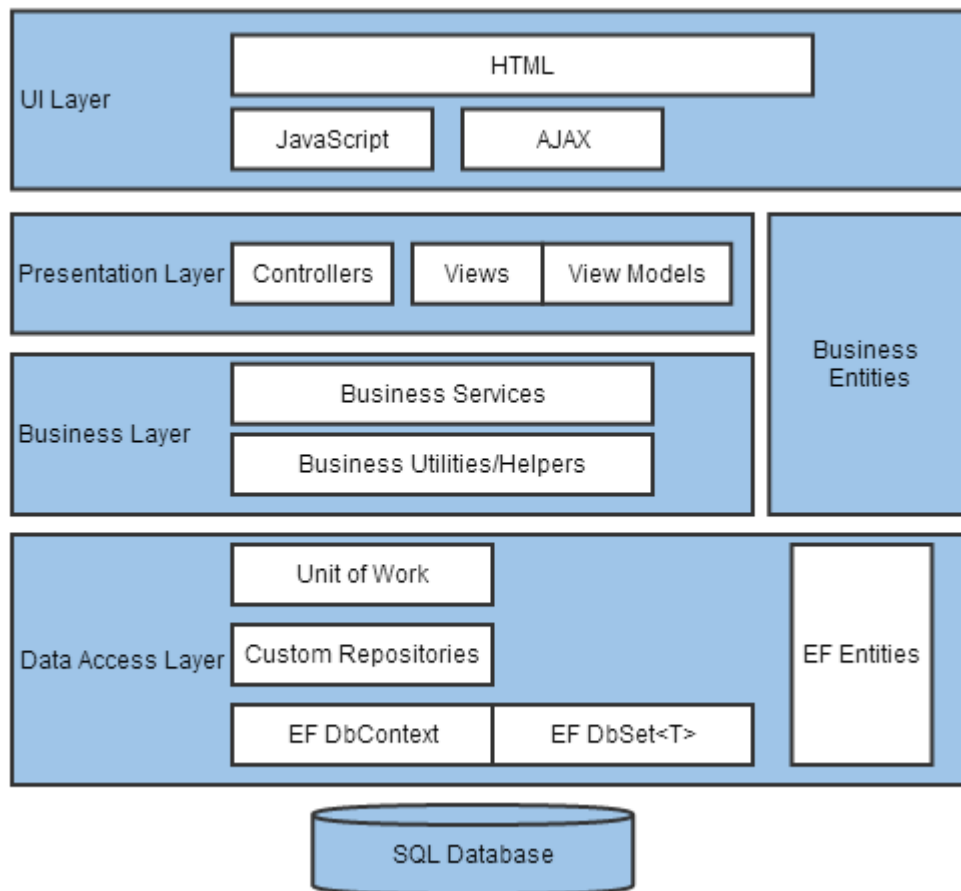 UI Layer
HTML
JavaScript
AJAX
Presentation Layer
Controllers
Views
View Models
Business
Entities
Business Layer
Business Services
Business Utilities/Helpers
Data Access Layer
Unit of Work
Custom Repositories
EF DbContext
EF DbSet<T>
EF Entities
SQL Database